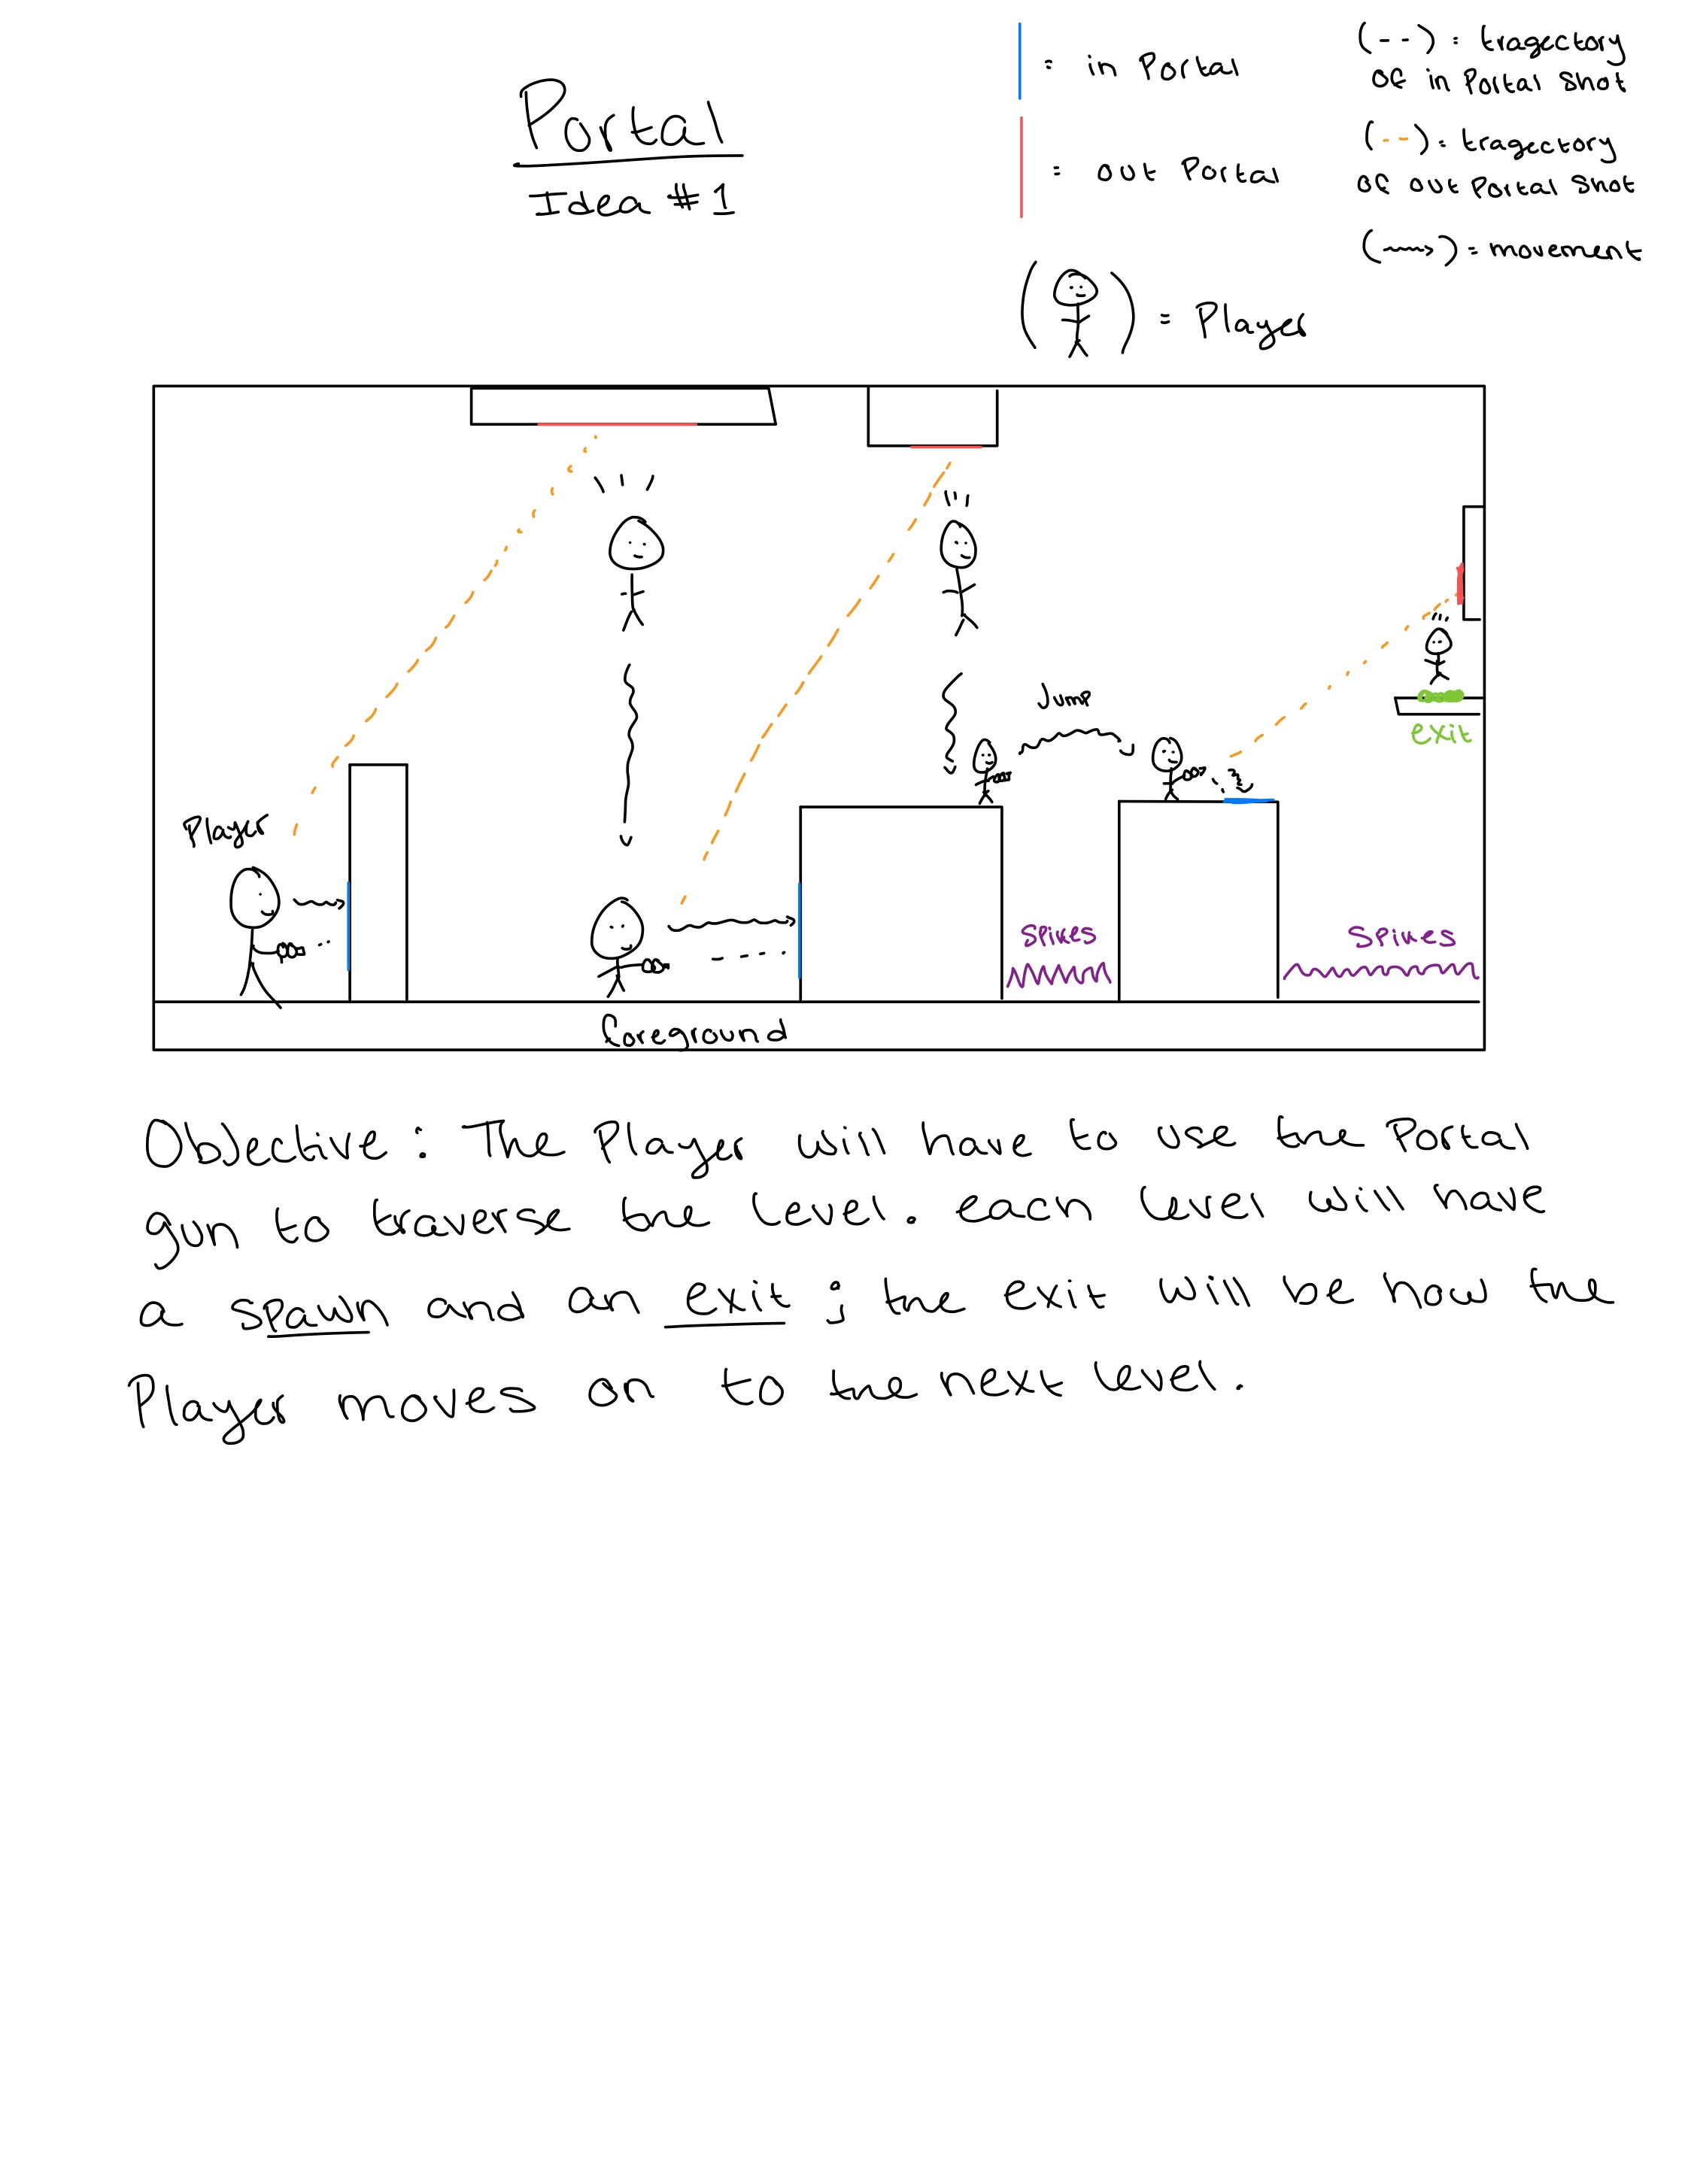 Portal
Idea #1
= in Portal
= out Portal
(--) = tragectory
of in Portal shot
(--) = tragectory
of out Portal shot
(⟿) = movement
( ) = Player
Jump
exit
Player
Spikes
Spikes
Foreground
Objective: The Player will have to use the Portal
gun to traverse the level. each level will have
a spawn and an exit ; the exit will be how the
Player moves on to the next level.